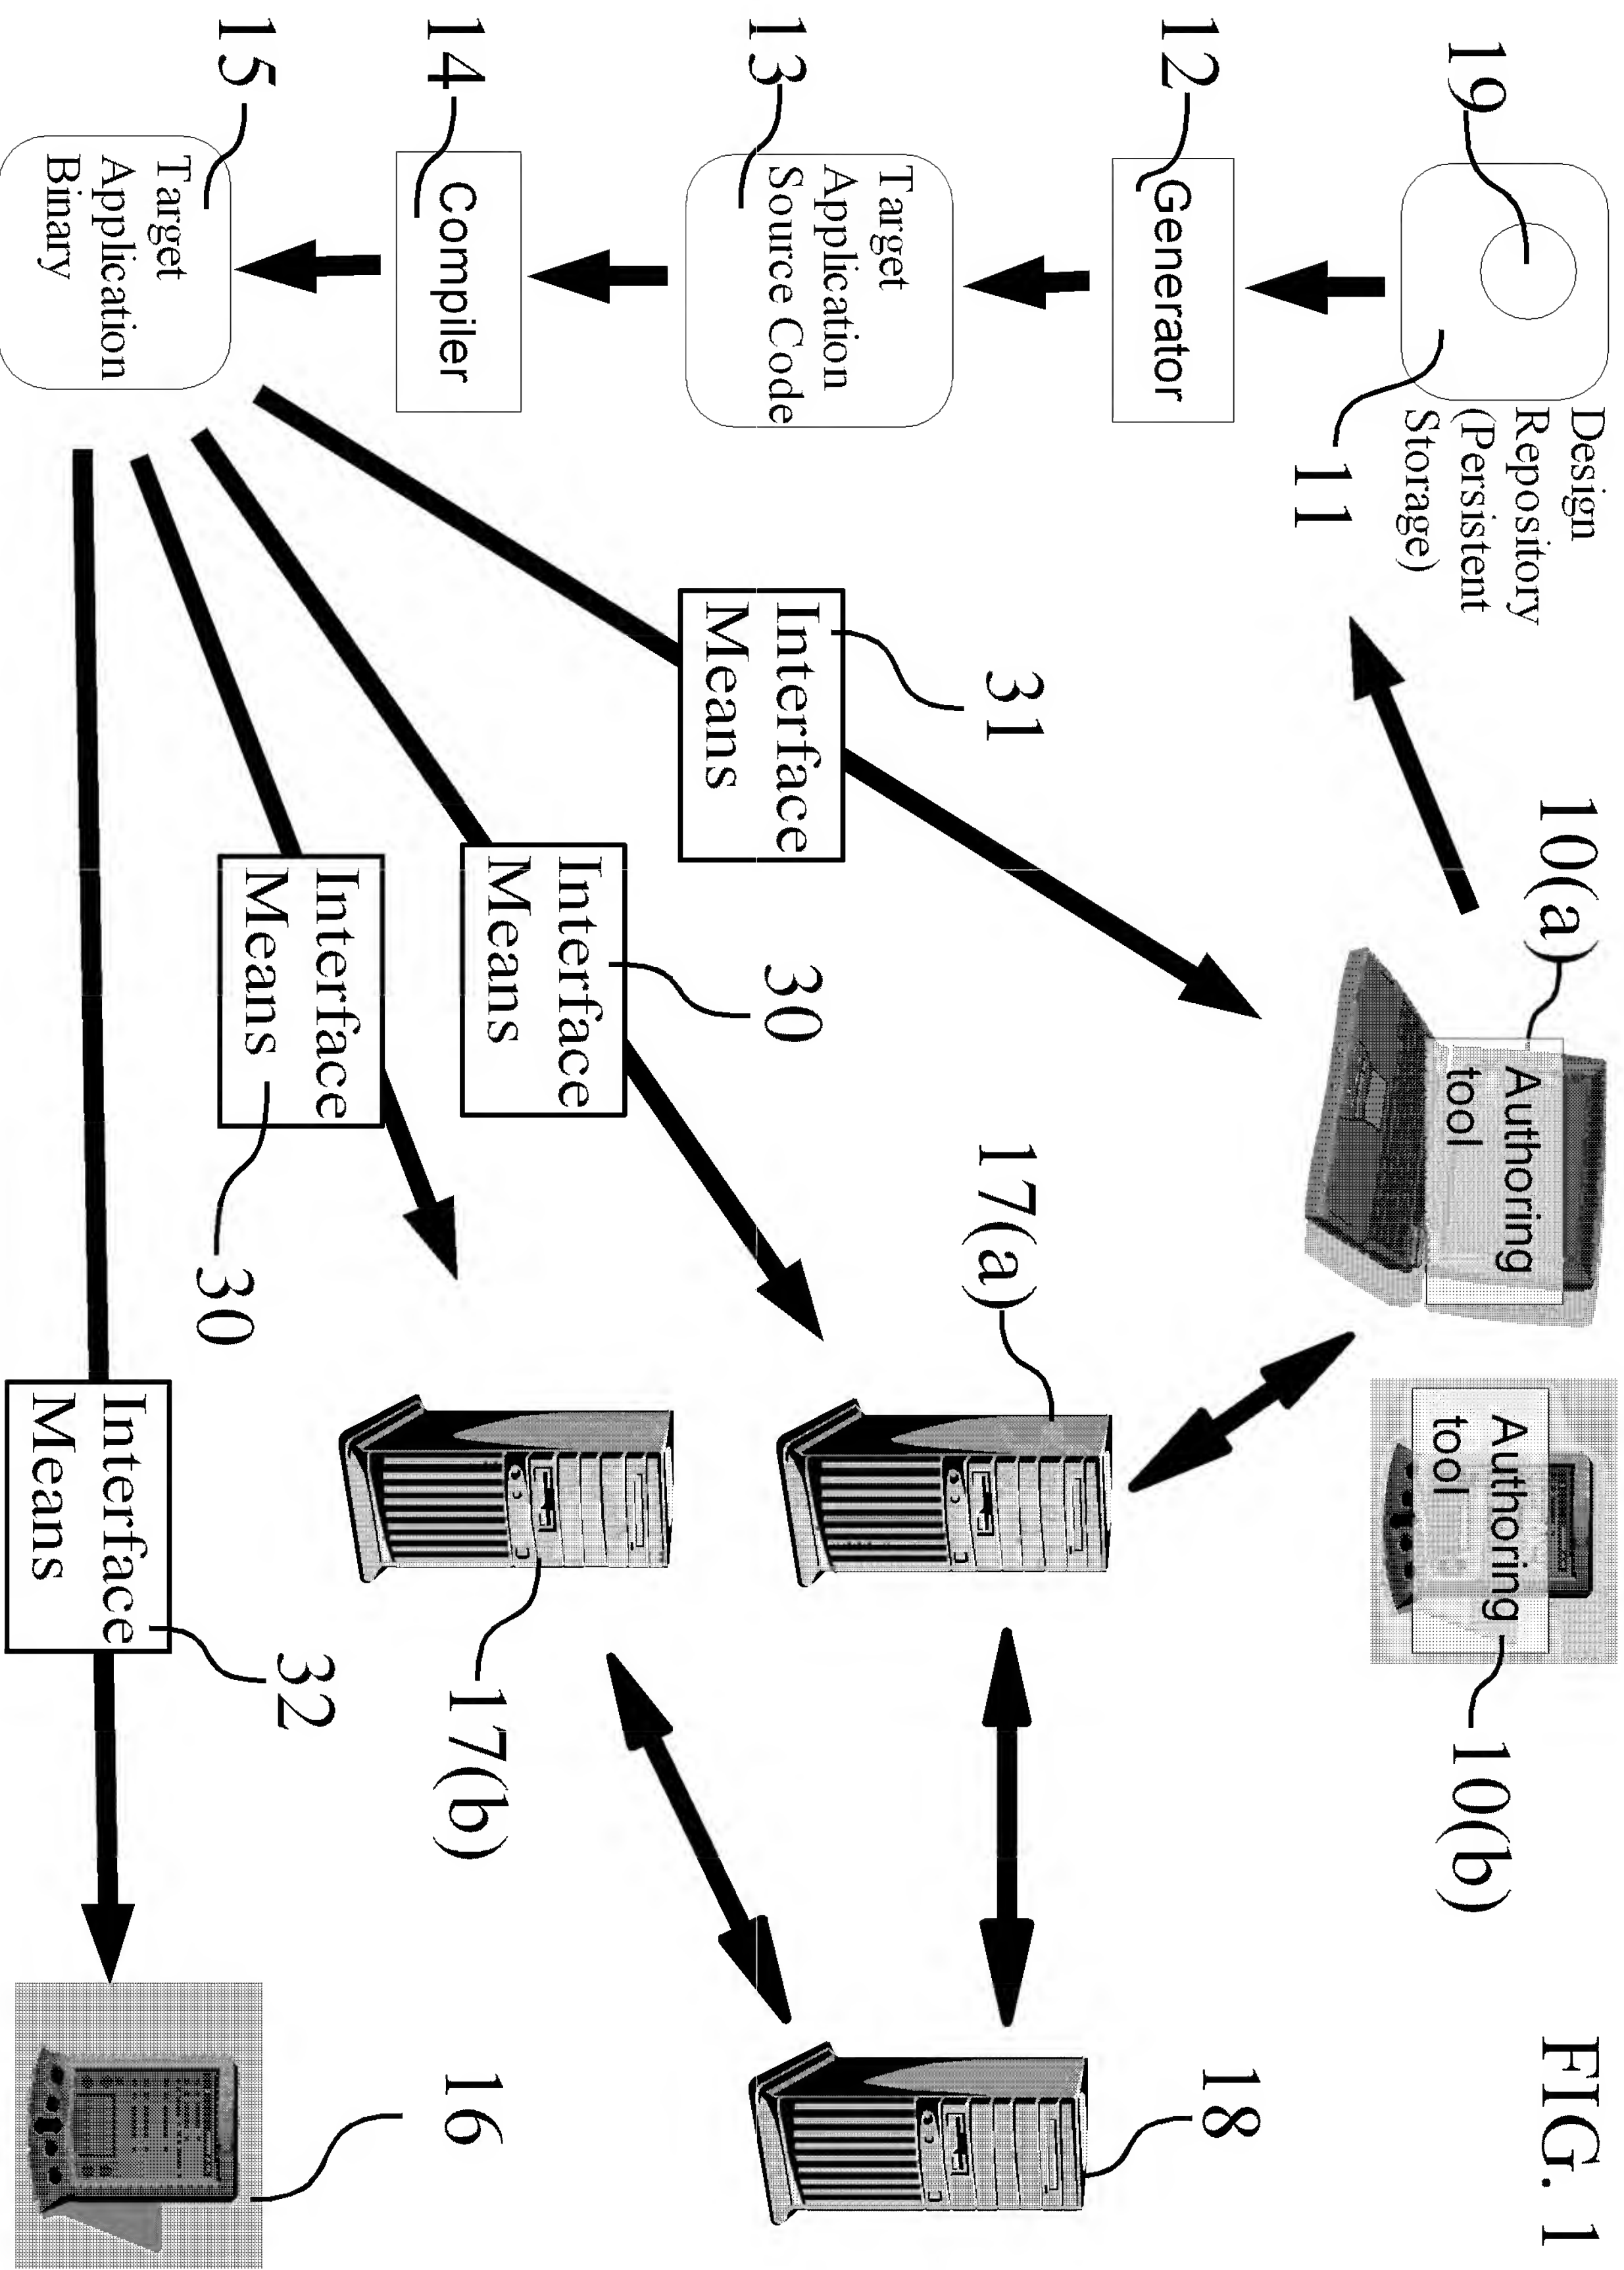 FIG. 1
19
Design
Repository
(Persistent
Storage)
11
10(a)
Authoring
tool
Authoring
tool
10(b)
12
Generator
31
Interface
Means
17(a)
18
13
Target
Application
Source Code
30
Interface
Means
14
Compiler
Interface
Means
30
17(b)
16
15
Target
Application
Binary
Interface
Means
32